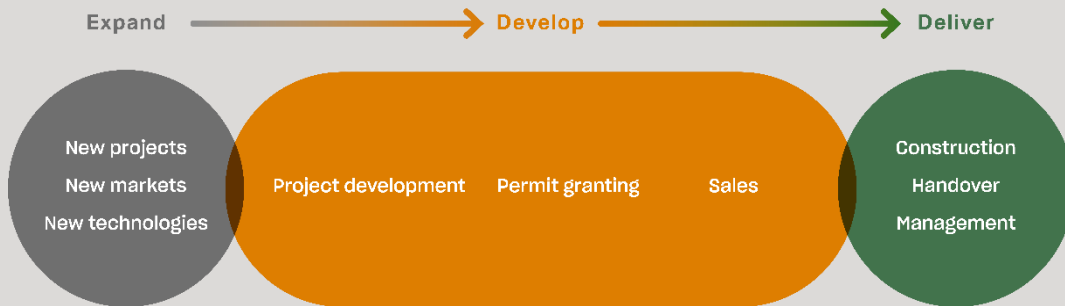 Expand Develop Deliver
New projects
New markets
New technologies
Project development Permit granting Sales
Construction
Handover
Management